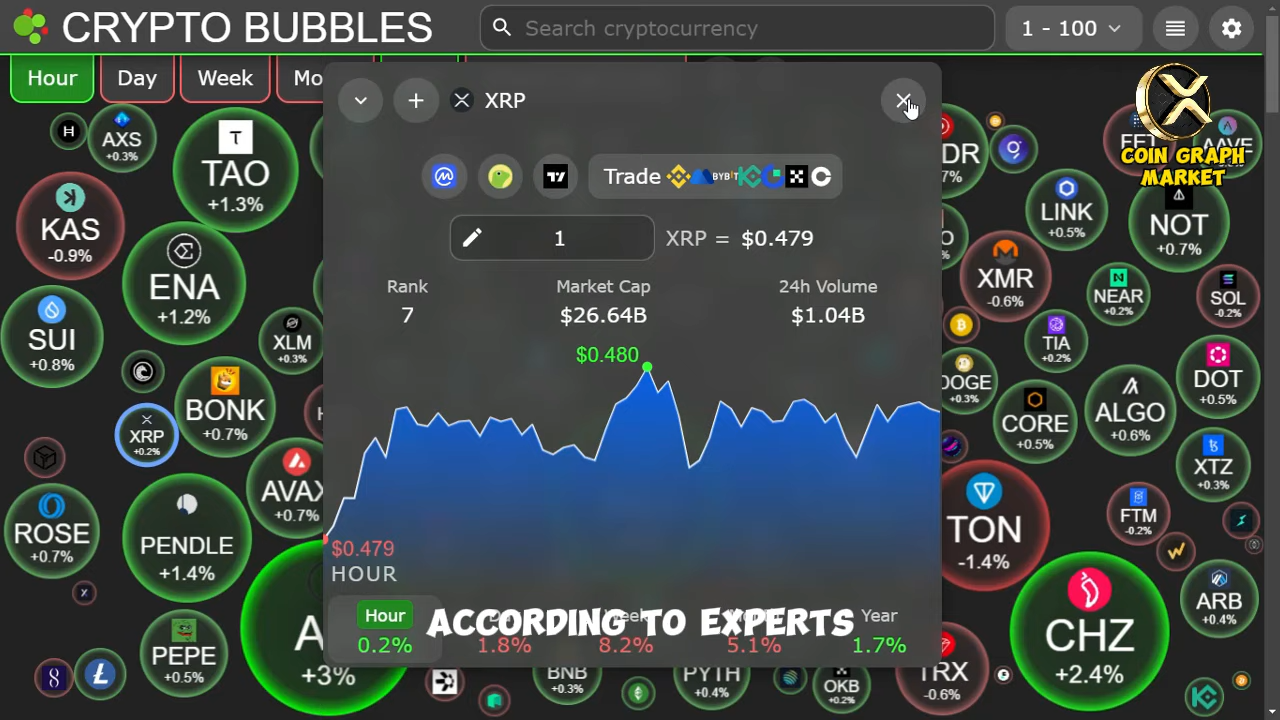 CRYPTO BUBBLES
Search cryptocurrency
1 - 100
Hour
Day
Week
XRP
COIN GRAPH
MARKET
Trade
BYBIT
1
XRP = $0.479
Rank
Market Cap
24h Volume
7
$26.64B
$1.04B
$0.480
$0.479
HOUR
ACCORDING TO EXPERTS
Hour
Year
0.2%
1.8%
8.2%
5.1%
1.7%
AXS
+0.3%
TAO
+1.3%
KAS
-0.9%
ENA
+1.2%
SUI
+0.8%
XLM
+0.3%
BONK
+0.7%
XRP
+0.2%
AVAX
+0.7%
ROSE
+0.7%
PENDLE
+1.4%
PEPE
+0.5%
+3%
BNB
+0.3%
PYTH
+0.4%
OKB
+0.2%
TRX
-0.6%
LINK
+0.5%
NOT
+0.7%
XMR
-0.6%
NEAR
+0.2%
SOL
-0.2%
TIA
+0.2%
DOGE
+0.3%
CORE
+0.5%
ALGO
+0.6%
DOT
+0.5%
XTZ
+0.3%
TON
-1.4%
FTM
-0.2%
CHZ
+2.4%
ARB
+0.4%